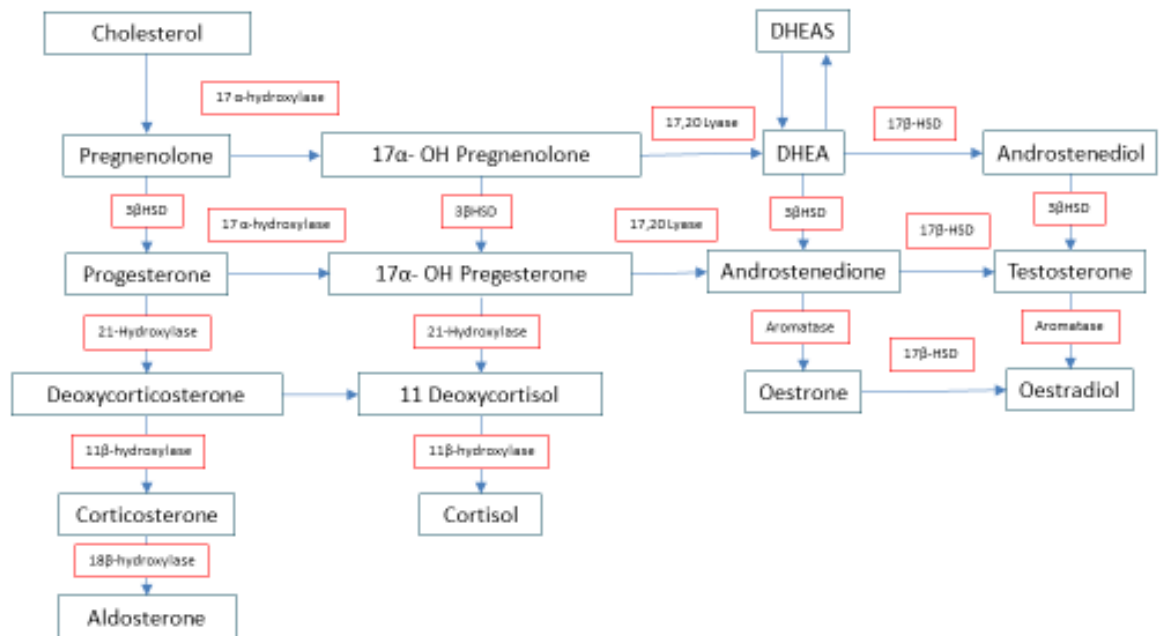 Cholesterol
DHEAS
17 α-hydroxylase
17,20 Lyase
17β-HSD
Pregnenolone
17α- OH Pregnenolone
DHEA
Androstenediol
3βHSD
3βHSD
3βHSD
3βHSD
17 α-hydroxylase
17,20 Lyase
17β-HSD
Progesterone
17α- OH Pregesterone
Androstenedione
Testosterone
21-Hydroxylase
21-Hydroxylase
Aromatase
Aromatase
17β-HSD
Deoxycorticosterone
11 Deoxycortisol
Oestrone
Oestradiol
11β-hydroxylase
11β-hydroxylase
Corticosterone
Cortisol
18β-hydroxylase
Aldosterone